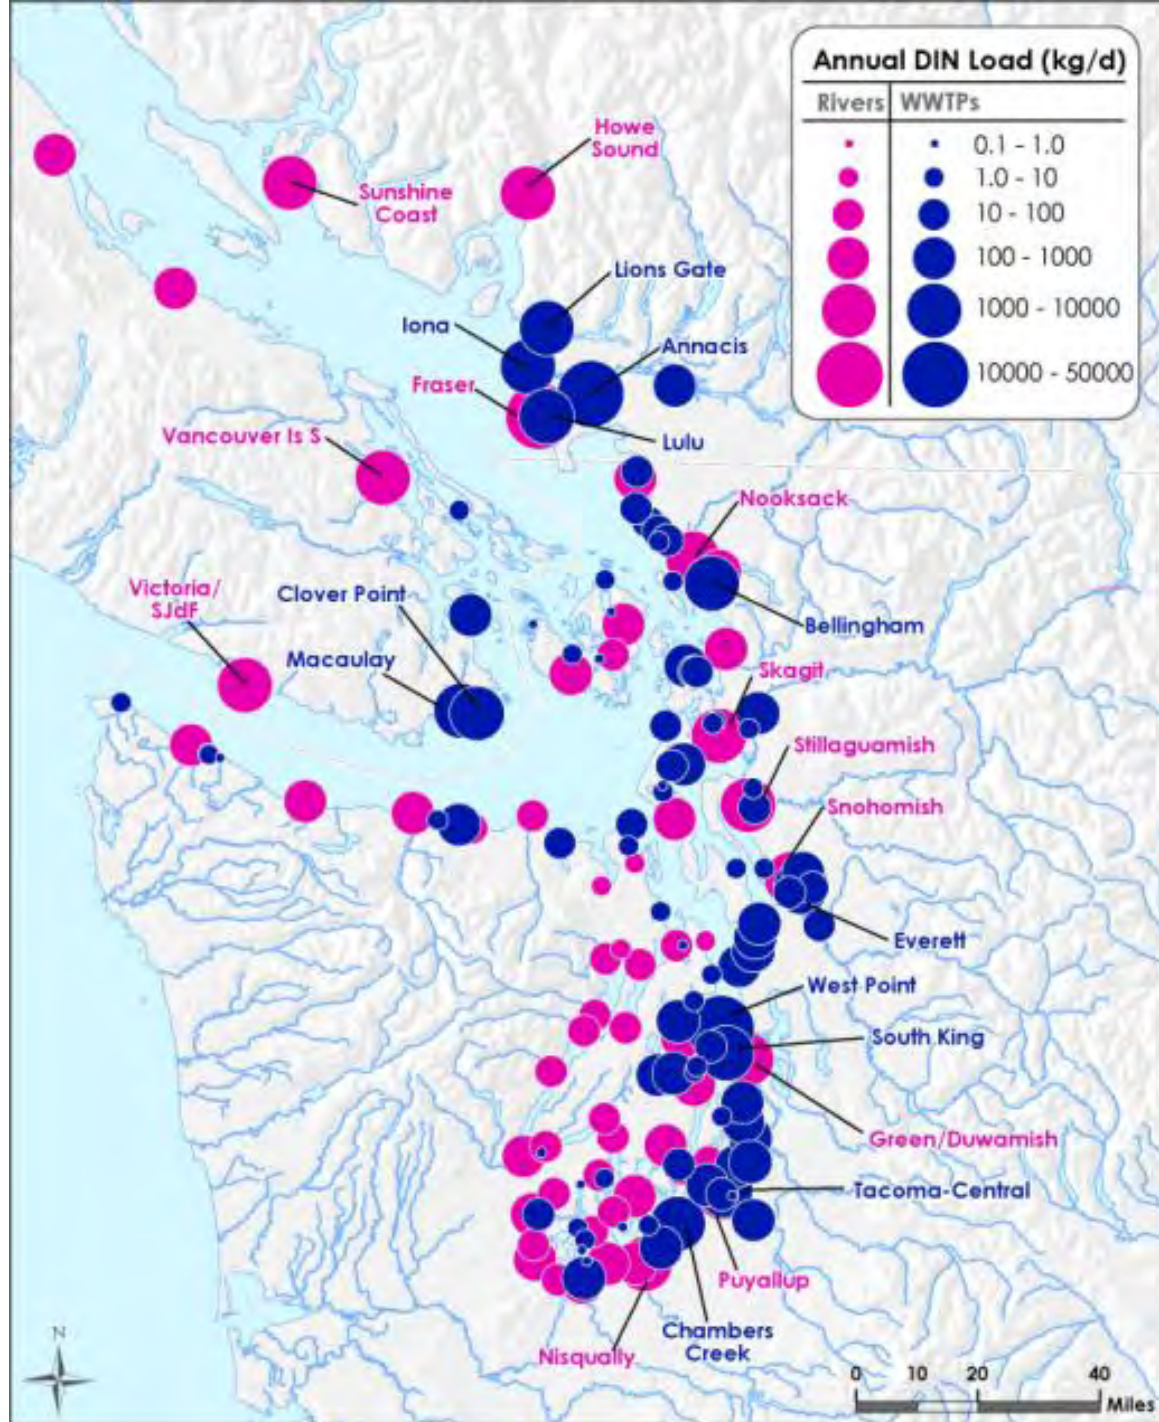 Annual DIN Load (kg/d)
Rivers WWTPs
0.1 - 1.0
1.0 - 10
10 - 100
100 - 1000
1000 - 10000
10000 - 50000
Howe
Sound
Sunshine
Coast
Lions Gate
Iona
Annacis
Fraser
Lulu
Vancouver Is S
Nooksack
Victoria/
SJdF
Clover Point
Bellingham
Macaulay
Skagit
Stillaguamish
Snohomish
Everett
West Point
South King
Green/Duwamish
Tacoma-Central
Puyallup
Chambers
Creek
Nisqually
N
0 10 20 40
Miles